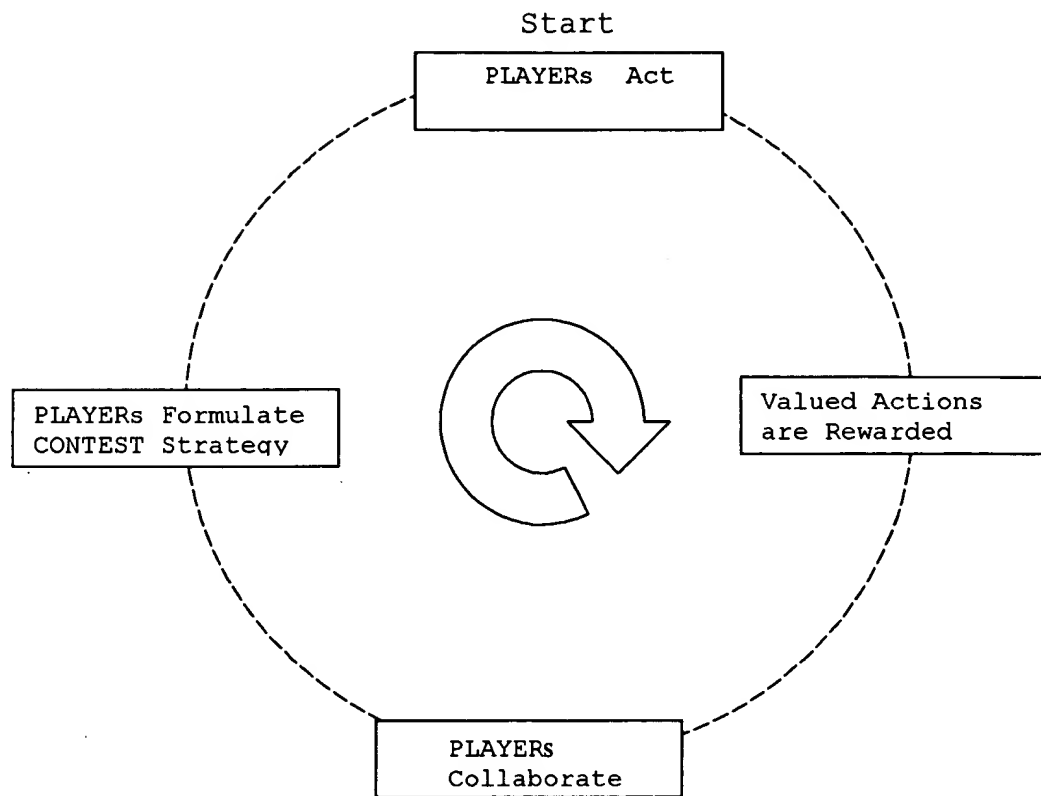 Start
PLAYERs Act
PLAYERs Formulate
CONTEST Strategy
Valued Actions
are Rewarded
PLAYERs
Collaborate